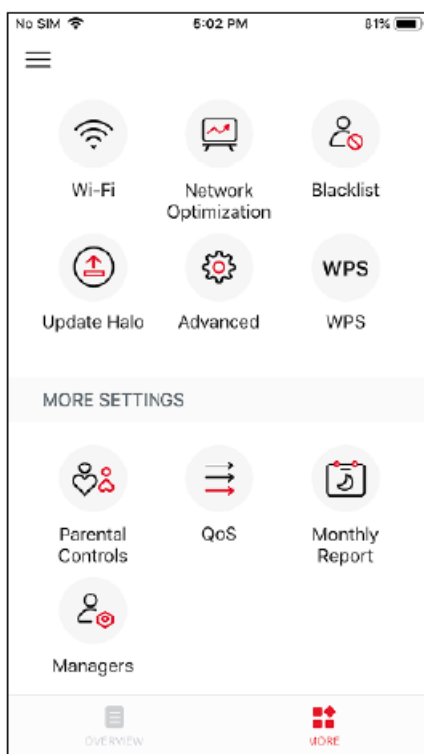 No SIM 5:02 PM 81%
Wi-Fi Network Optimization Blacklist
WPS
Update Halo Advanced WPS
MORE SETTINGS
Parental Controls QoS Monthly Report
Managers
OVERVIEW MORE